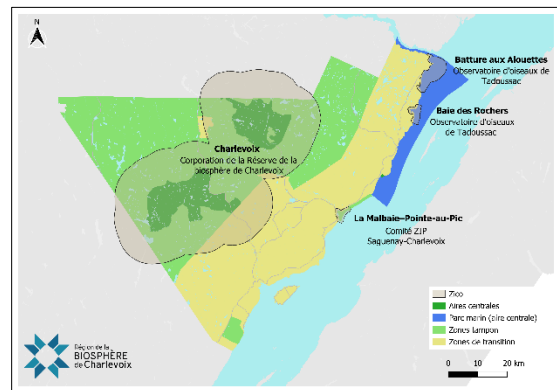 N
Batture aux Alouettes
Observatoire d'oiseaux de
Tadoussac
Baie des Rochers
Observatoire d'oiseaux
de Tadoussac
Charlevoix
Corporation de la Réserve de la
biosphère de Charlevoix
La Malbaie–Pointe-au-Pic
Comité ZIP
Saguenay-Charlevoix
Zico
Aires centrales
Parc marin (aire centrale)
Zones tampon
Zones de transition
0 10 20 km
Région de la
BIOSPHÈRE
de Charlevoix